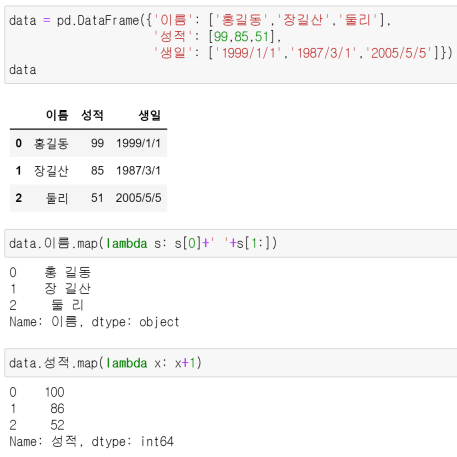 data = pd.DataFrame({'이름': ['홍길동','장길산','둘리'],
'성적': [99,85,51],
'생일': ['1999/1/1','1987/3/1','2005/5/5']})
data
이름 성적 생일
0 홍길동 99 1999/1/1
1 장길산 85 1987/3/1
2 둘리 51 2005/5/5
data.이름.map(lambda s: s[0]+' '+s[1:])
0 홍 길동
1 장 길산
2 둘 리
Name: 이름, dtype: object
data.성적.map(lambda x: x+1)
0 100
1 86
2 52
Name: 성적, dtype: int64